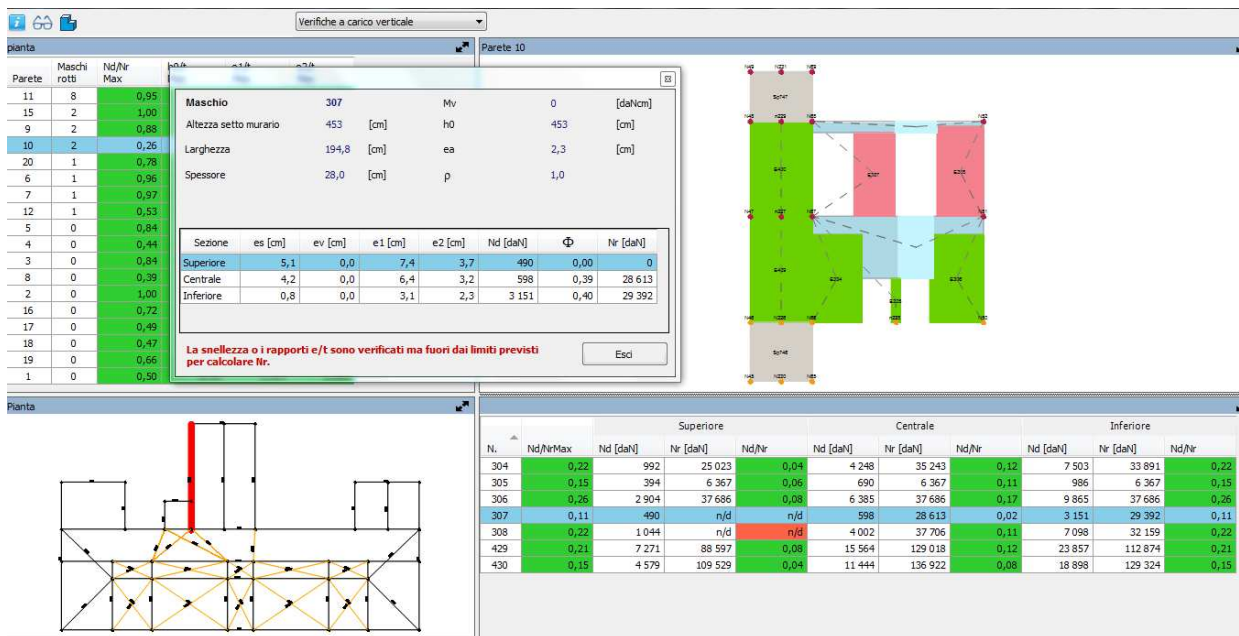 Verifiche a carico verticale
pianta
Parete 10
Parete Maschi rotti Nd/Nr Max
11 8 0,95
15 2 1,00
9 2 0,88
10 2 0,26
20 1 0,78
6 1 0,96
7 1 0,97
12 1 0,53
5 0 0,84
4 0 0,44
3 0 0,84
8 0 0,39
2 0 1,00
16 0 0,72
17 0 0,49
18 0 0,47
19 0 0,66
1 0 0,50
Maschio 307 Mv 0 [daNcm]
Altezza setto murario 453 [cm] h0 453 [cm]
Larghezza 194,8 [cm] ea 2,3 [cm]
Spessore 28,0 [cm] ρ 1,0
Sezione es [cm] ev [cm] e1 [cm] e2 [cm] Nd [daN] Φ Nr [daN]
Superiore 5,1 0,0 7,4 3,7 490 0,00 0
Centrale 4,2 0,0 6,4 3,2 598 0,39 28 613
Inferiore 0,8 0,0 3,1 2,3 3 151 0,40 29 392
La snellezza o i rapporti e/t sono verificati ma fuori dai limiti previsti
per calcolare Nr.
Esci
Pianta
Superiore Centrale Inferiore
N. Nd/NrMax Nd [daN] Nr [daN] Nd/Nr Nd [daN] Nr [daN] Nd/Nr Nd [daN] Nr [daN] Nd/Nr
304 0,22 992 25 023 0,04 4 248 35 243 0,12 7 503 33 891 0,22
305 0,15 394 6 367 0,06 690 6 367 0,11 986 6 367 0,15
306 0,26 2 904 37 686 0,08 6 385 37 686 0,17 9 865 37 686 0,26
307 0,11 490 n/d n/d 598 28 613 0,02 3 151 29 392 0,11
308 0,22 1 044 n/d n/d 4 002 37 706 0,11 7 098 32 159 0,22
429 0,21 7 271 88 597 0,08 15 564 129 018 0,12 23 857 112 874 0,21
430 0,15 4 579 109 529 0,04 11 444 136 922 0,08 18 898 129 324 0,15